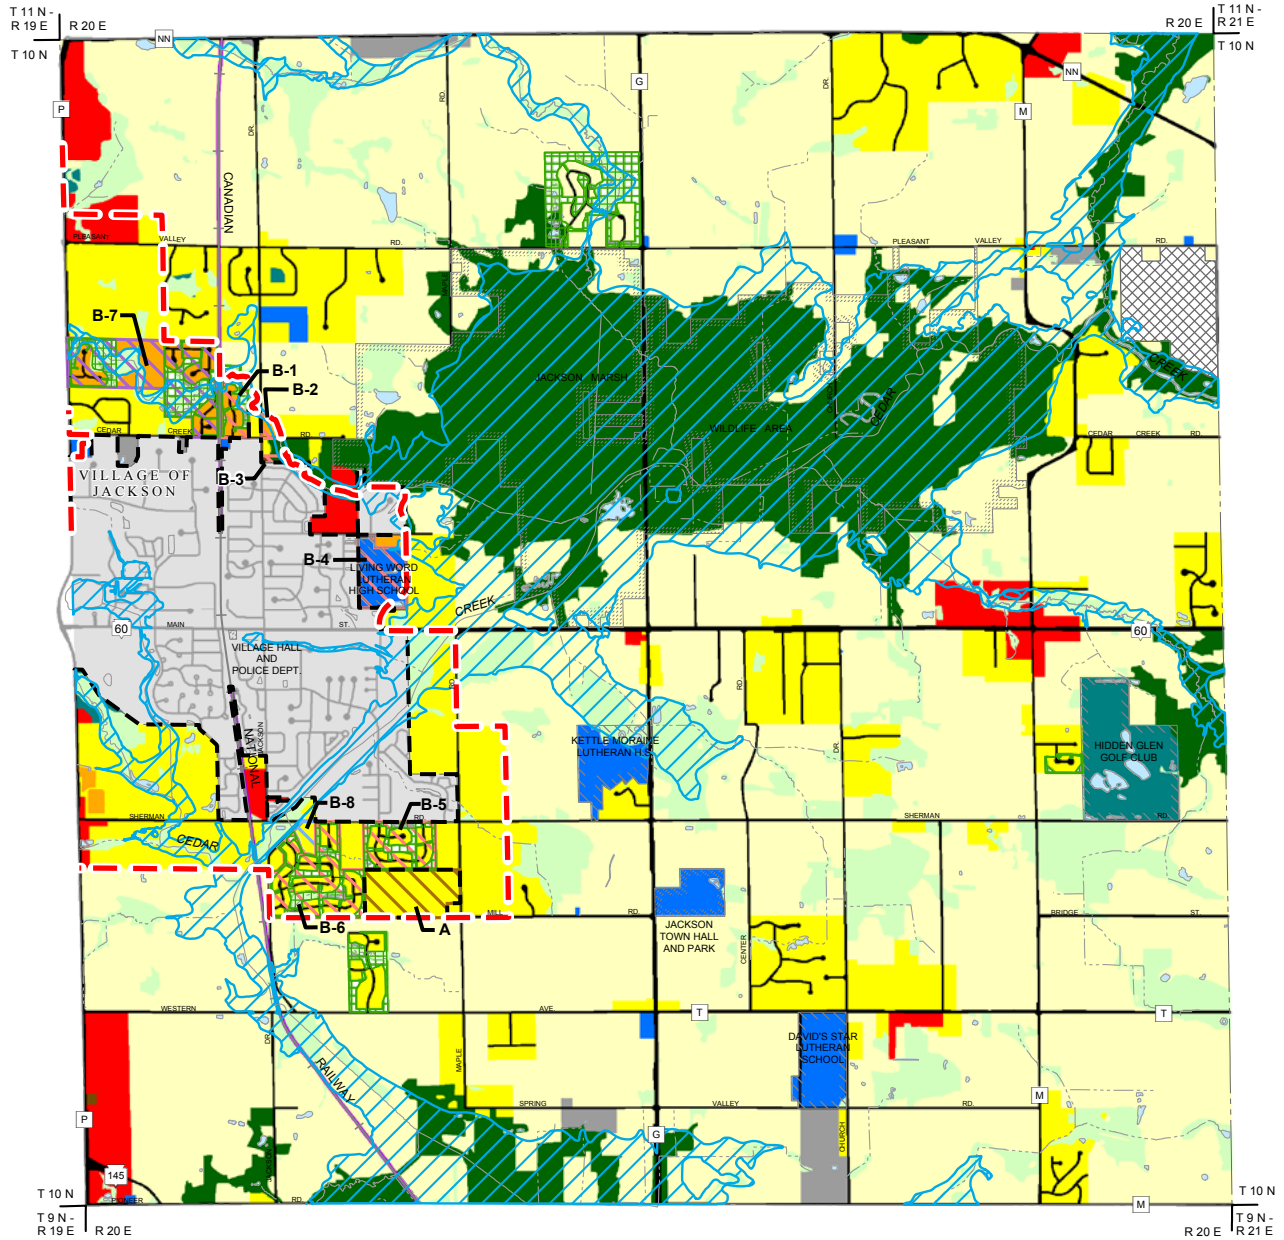 T 11 N -
R 19 E
R 20 E
T 10 N
R 20 E
T 11 N -
R 21 E
T 10 N
NN
P
G
M
NN
DR.
RD.
DR.
CANADIAN
PLEASANT
VALLEY
RD.
PLEASANT
VALLEY
RD.
MAPLE
B-7
B-1
B-2
JACKSON MARSH
WILDLIFE AREA
CEDAR
CREEK
CEDAR
CREEK
RD.
CEDAR
CREEK
RD.
VILLAGE OF
JACKSON
B-3
B-4
LIVING WORD
LUTHERAN
HIGH SCHOOL
CREEK
60
MAIN
ST.
60
VILLAGE HALL
AND
POLICE DEPT.
RD.
DR.
NATIONAL
JACKSON
KETTLE MORAINE
LUTHERAN H.S.
HIDDEN GLEN
GOLF CLUB
B-8
B-5
SHERMAN
RD.
SHERMAN
RD.
CEDAR
B-6
A
MILL
RD.
BRIDGE
ST.
JACKSON
TOWN HALL
AND PARK
CENTER
WESTERN
AVE.
T
T
DR.
RAILWAY
MAPLE
DAVID'S STAR
LUTHERAN
SCHOOL
SPRING
VALLEY
RD.
M
P
G
CHURCH
145
JACKSON
PIONEER
RD.
M
T 10 N
T 9 N -
R 19 E
R 20 E
T 10 N
R 20 E
T 9 N -
R 21 E